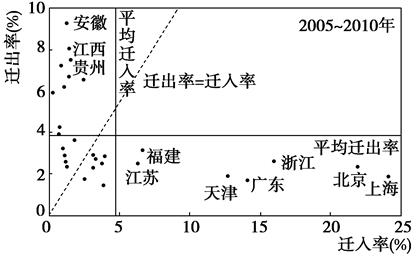 10
8
6
4
2
0
迁出率(%)
安徽
江西
贵州
平均迁入率
2005~2010年
迁出率=迁入率
平均迁出率
福建
江苏
浙江
天津
广东
北京
上海
5
10
15
20
25
迁入率(%)